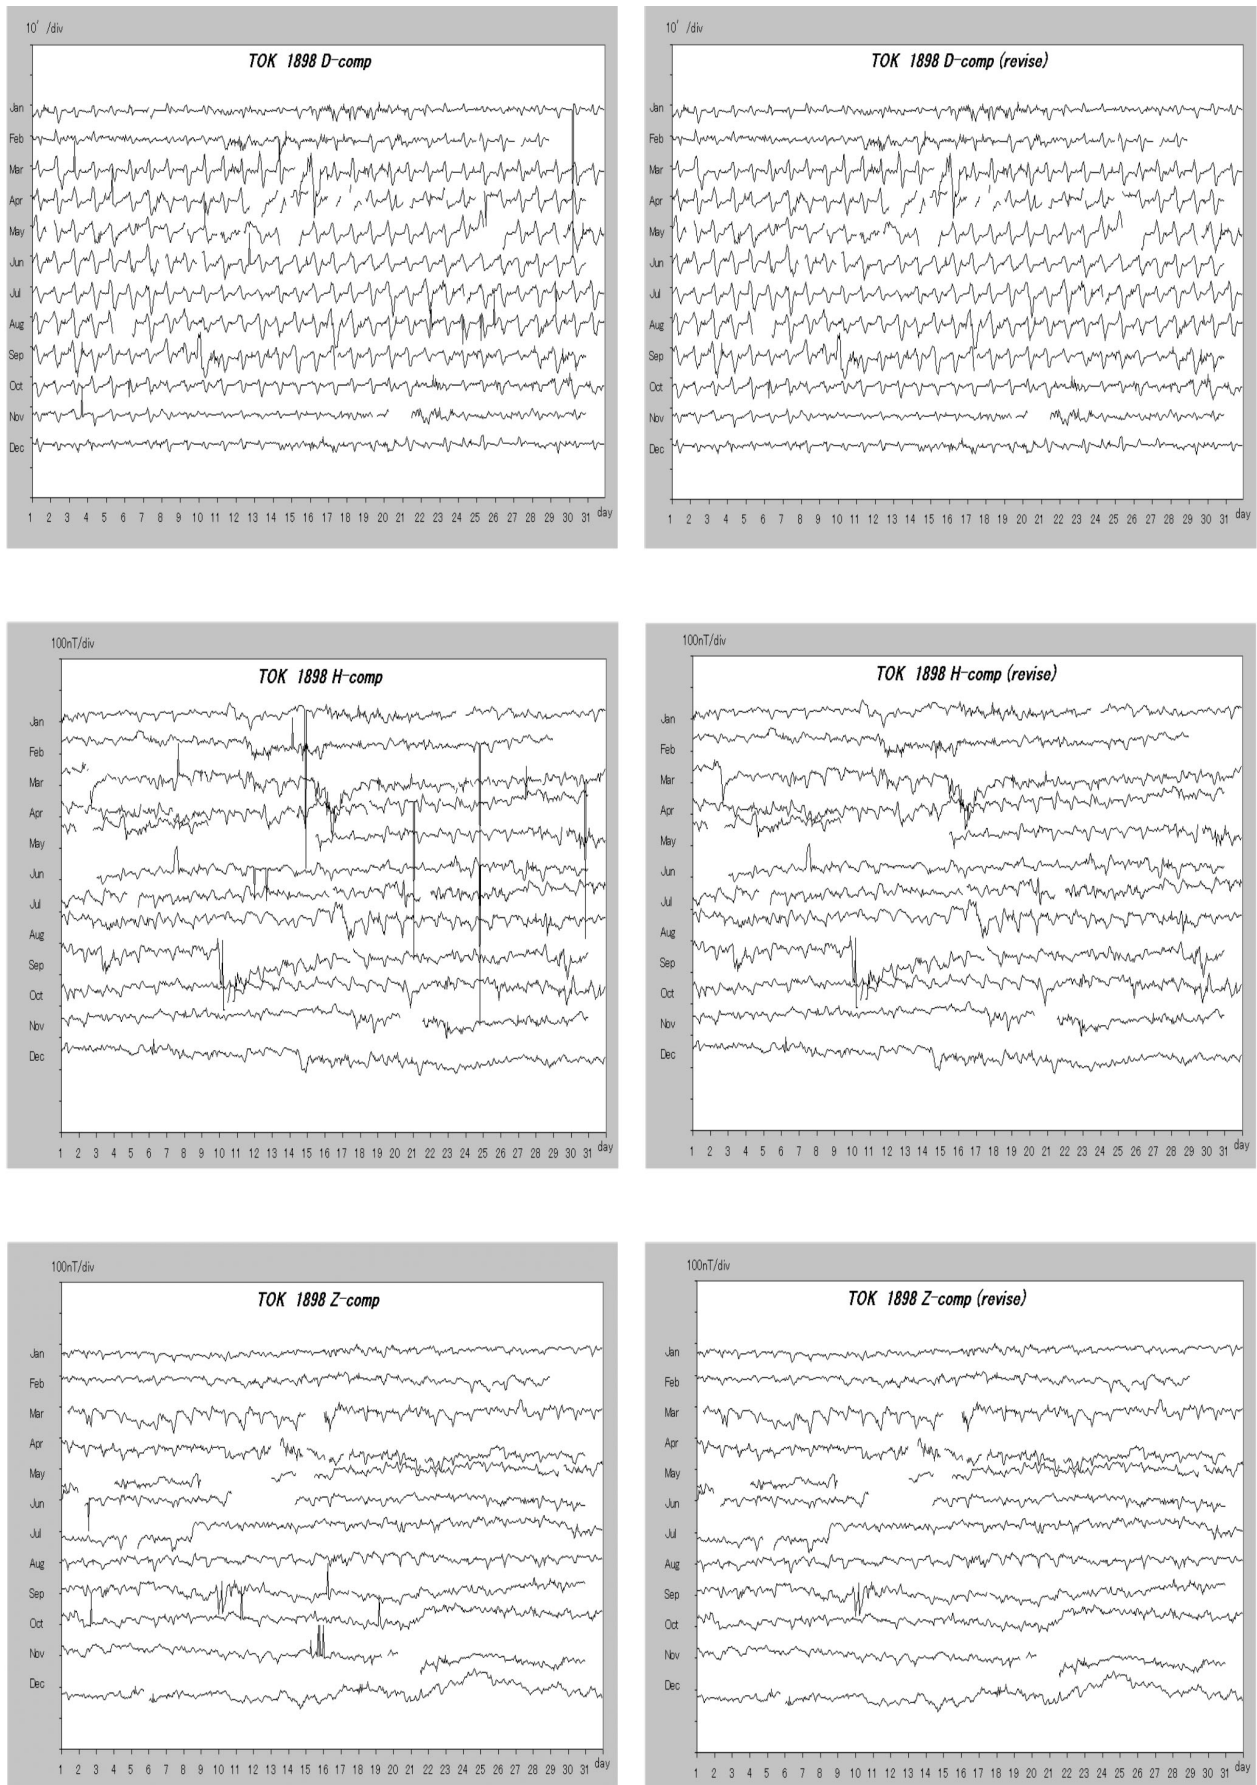 10' /div
TOK 1898 D-comp
Jan
Feb
Mar
Apr
May
Jun
Jul
Aug
Sep
Oct
Nov
Dec
1 2 3 4 5 6 7 8 9 10 11 12 13 14 15 16 17 18 19 20 21 22 23 24 25 26 27 28 29 30 31 day
10' /div
TOK 1898 D-comp (revise)
Jan
Feb
Mar
Apr
May
Jun
Jul
Aug
Sep
Oct
Nov
Dec
1 2 3 4 5 6 7 8 9 10 11 12 13 14 15 16 17 18 19 20 21 22 23 24 25 26 27 28 29 30 31 day
100nT/div
TOK 1898 H-comp
Jan
Feb
Mar
Apr
May
Jun
Jul
Aug
Sep
Oct
Nov
Dec
1 2 3 4 5 6 7 8 9 10 11 12 13 14 15 16 17 18 19 20 21 22 23 24 25 26 27 28 29 30 31 day
100nT/div
TOK 1898 H-comp (revise)
Jan
Feb
Mar
Apr
May
Jun
Jul
Aug
Sep
Oct
Nov
Dec
1 2 3 4 5 6 7 8 9 10 11 12 13 14 15 16 17 18 19 20 21 22 23 24 25 26 27 28 29 30 31 day
100nT/div
TOK 1898 Z-comp
Jan
Feb
Mar
Apr
May
Jun
Jul
Aug
Sep
Oct
Nov
Dec
1 2 3 4 5 6 7 8 9 10 11 12 13 14 15 16 17 18 19 20 21 22 23 24 25 26 27 28 29 30 31 day
100nT/div
TOK 1898 Z-comp (revise)
Jan
Feb
Mar
Apr
May
Jun
Jul
Aug
Sep
Oct
Nov
Dec
1 2 3 4 5 6 7 8 9 10 11 12 13 14 15 16 17 18 19 20 21 22 23 24 25 26 27 28 29 30 31 day